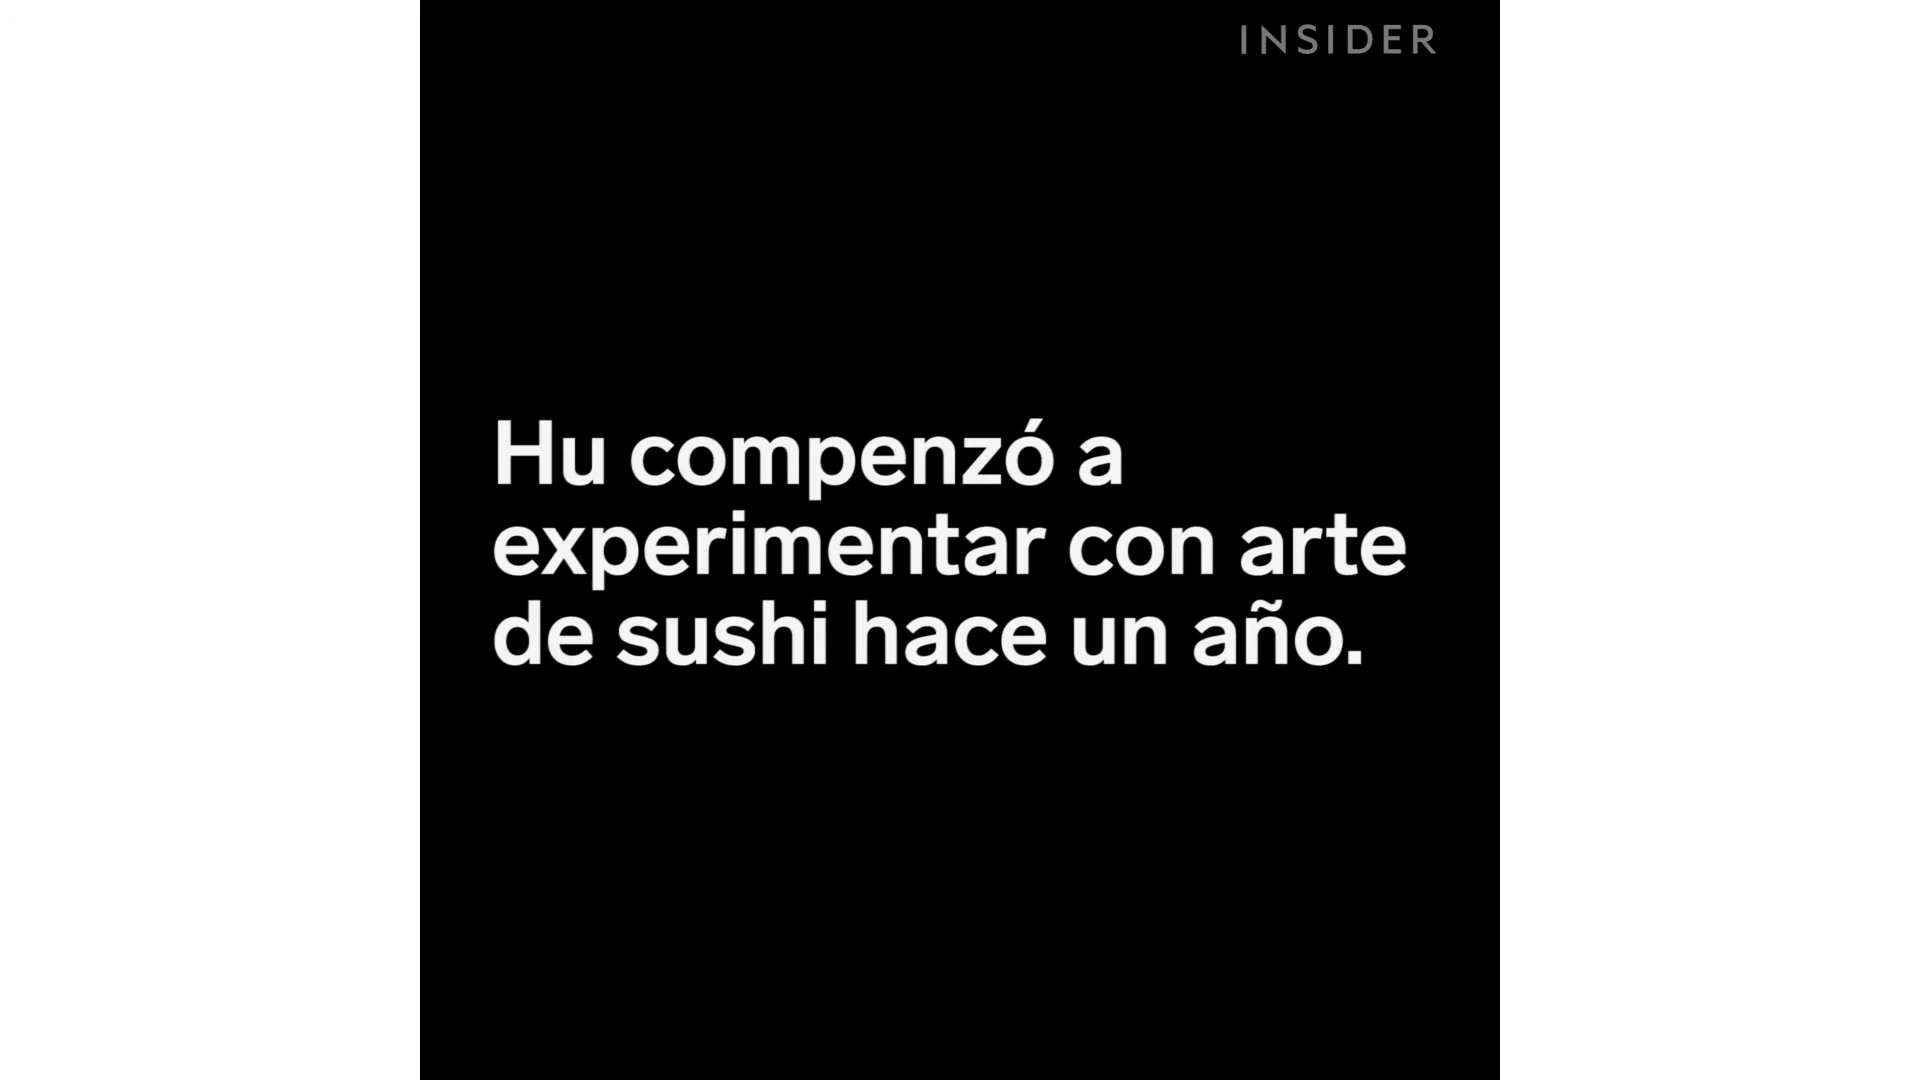 INSIDER
Hu compenzó a
experimentar con arte
de sushi hace un año.